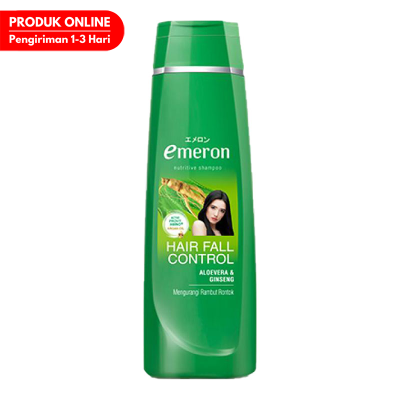 PRODUK ONLINE
Pengiriman 1-3 Hari
エメロン
emeron
nutritive shampoo
HAIR FALL
CONTROL
ALOEVERA &
GINSENG
Mengurangi Rambut Rontok